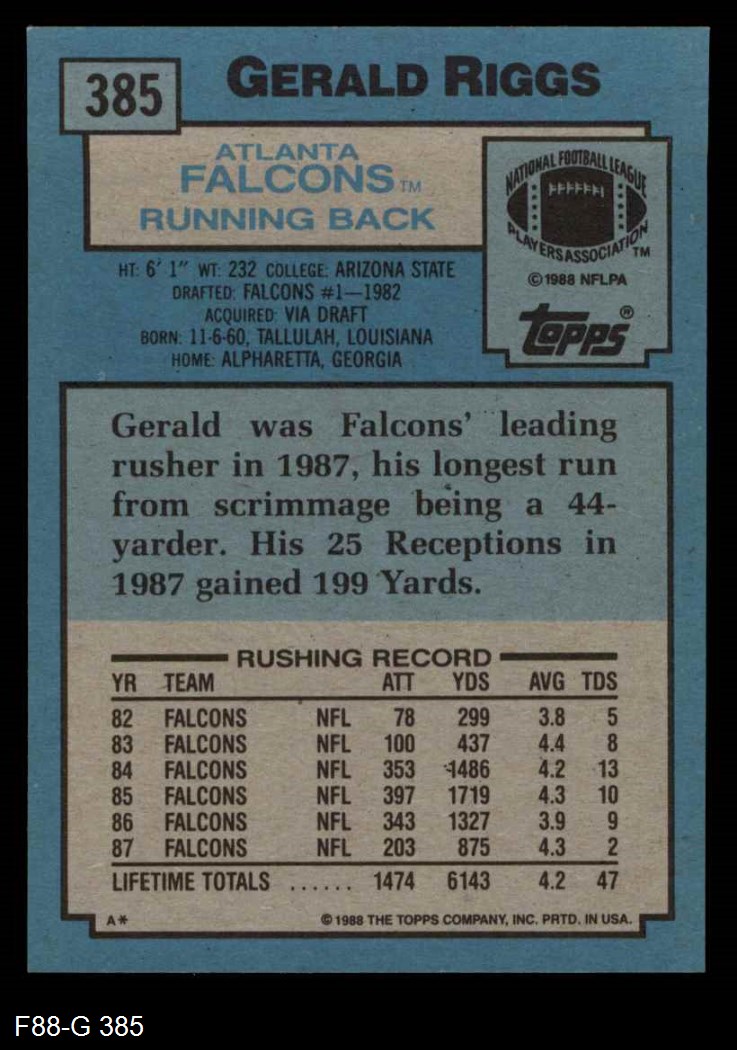 385
GERALD RIGGS
ATLANTA
FALCONS™
RUNNING BACK
NATIONAL FOOTBALL LEAGUE
PLAYERS ASSOCIATION™
© 1988 NFLPA
topps®
HT: 6' 1" WT: 232 COLLEGE: ARIZONA STATE
DRAFTED: FALCONS #1—1982
ACQUIRED: VIA DRAFT
BORN: 11-6-60, TALLULAH, LOUISIANA
HOME: ALPHARETTA, GEORGIA
Gerald was Falcons' leading
rusher in 1987, his longest run
from scrimmage being a 44-
yarder. His 25 Receptions in
1987 gained 199 Yards.
RUSHING RECORD
YR TEAM ATT YDS AVG TDS
82 FALCONS NFL 78 299 3.8 5
83 FALCONS NFL 100 437 4.4 8
84 FALCONS NFL 353 1486 4.2 13
85 FALCONS NFL 397 1719 4.3 10
86 FALCONS NFL 343 1327 3.9 9
87 FALCONS NFL 203 875 4.3 2
LIFETIME TOTALS ...... 1474 6143 4.2 47
A* © 1988 THE TOPPS COMPANY, INC. PRTD. IN USA.
F88-G 385